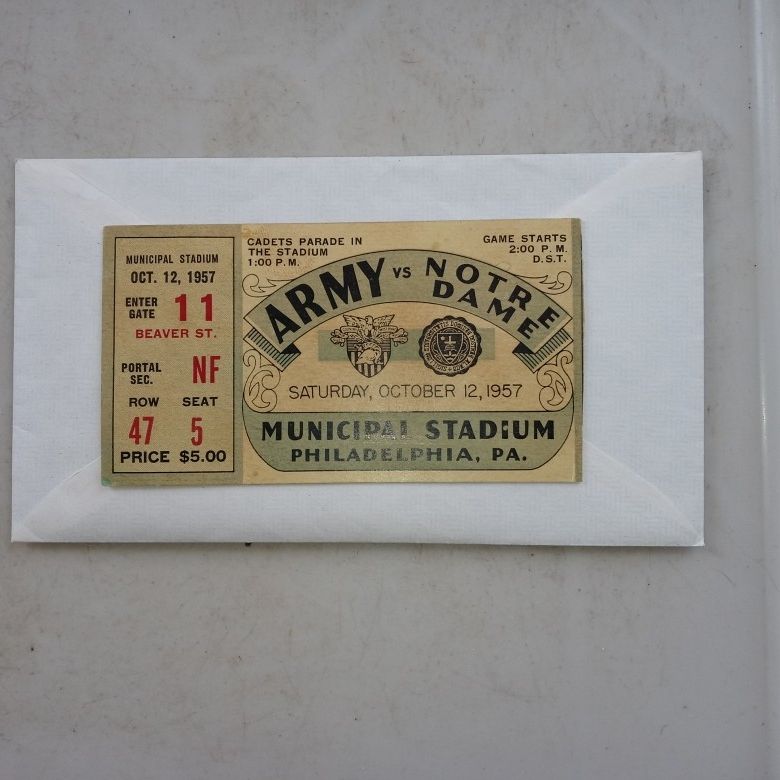 MUNICIPAL STADIUM
OCT. 12, 1957
ENTER GATE 11
BEAVER ST.
PORTAL SEC. NF
ROW SEAT
47 5
PRICE $5.00
CADETS PARADE IN
THE STADIUM
1:00 P.M.
GAME STARTS
2:00 P. M.
D.S.T.
ARMY VS NOTRE DAME
SATURDAY, OCTOBER 12, 1957
MUNICIPAL STADIUM
PHILADELPHIA, PA.